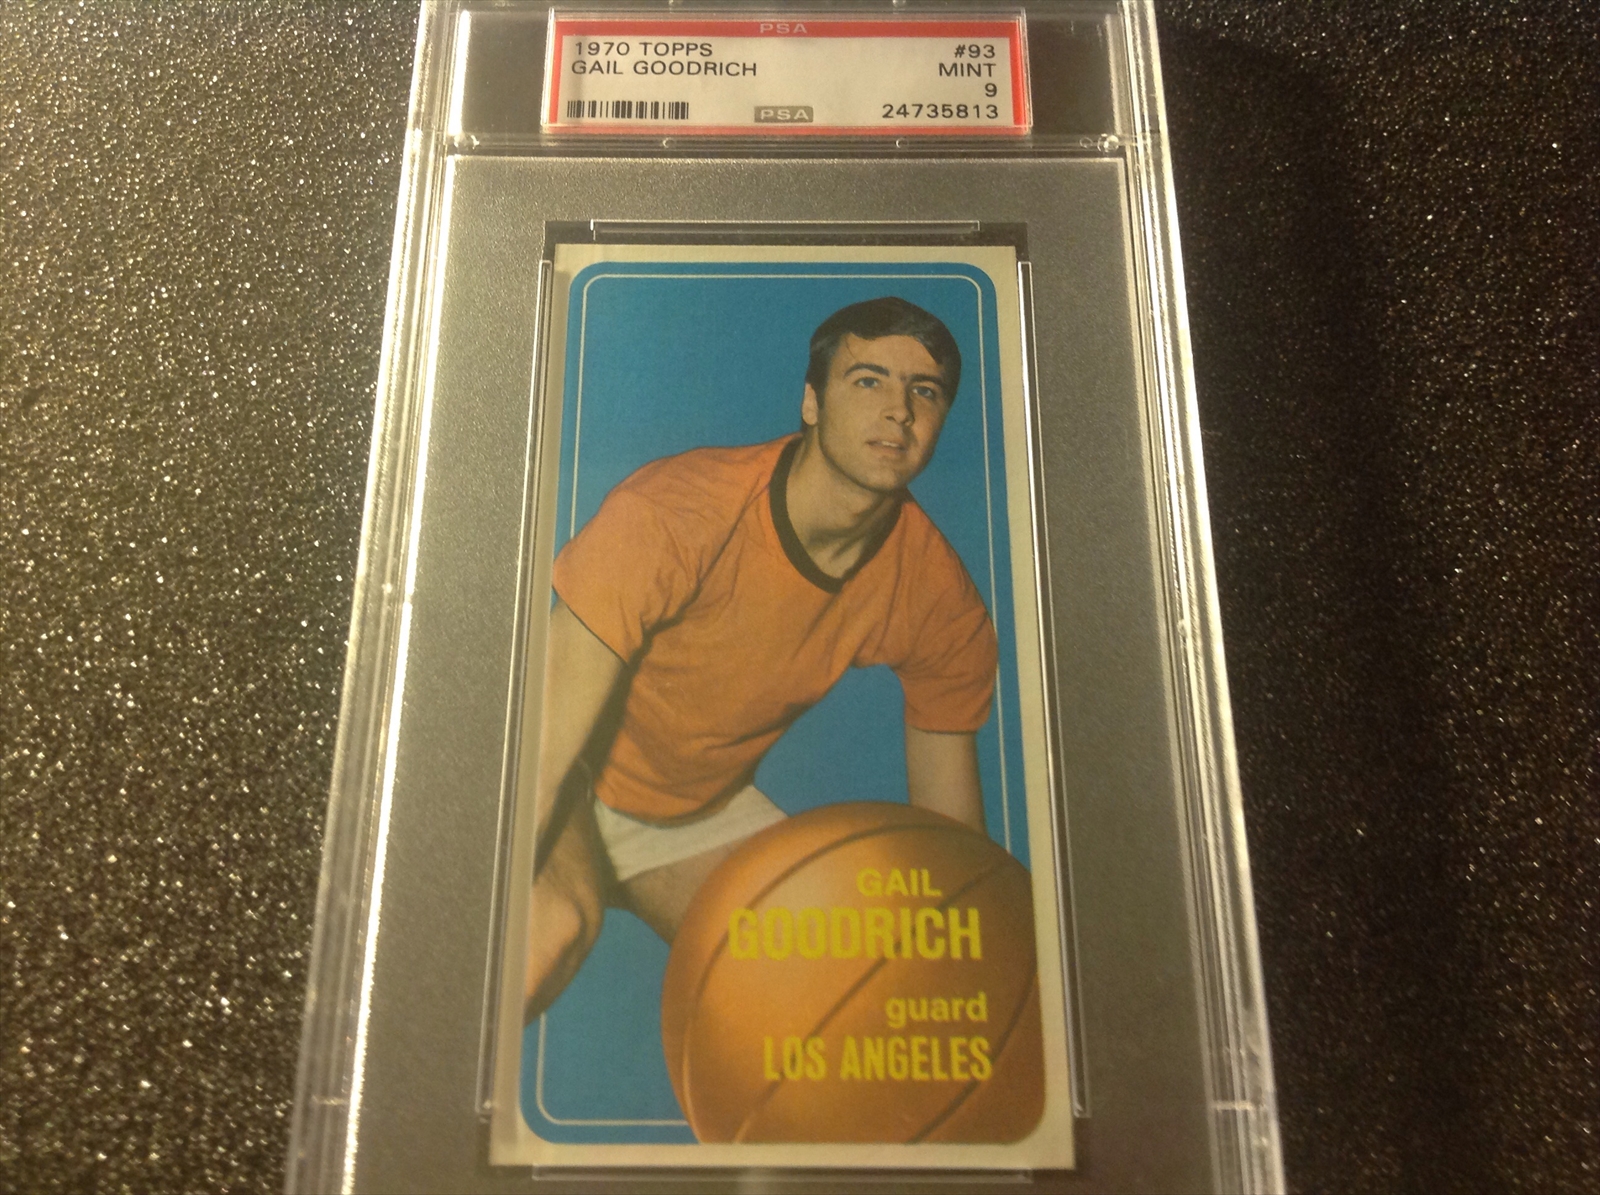 PSA
1970 TOPPS #93
GAIL GOODRICH MINT
9
PSA 24735813
GAIL
GOODRICH
guard
LOS ANGELES